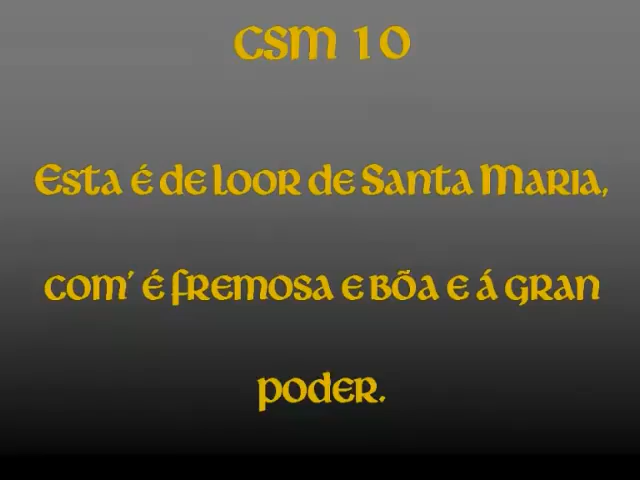 CSM 10
Esta é de loor de Santa Maria,
com' é fremosa e bõa e á gran
poder.